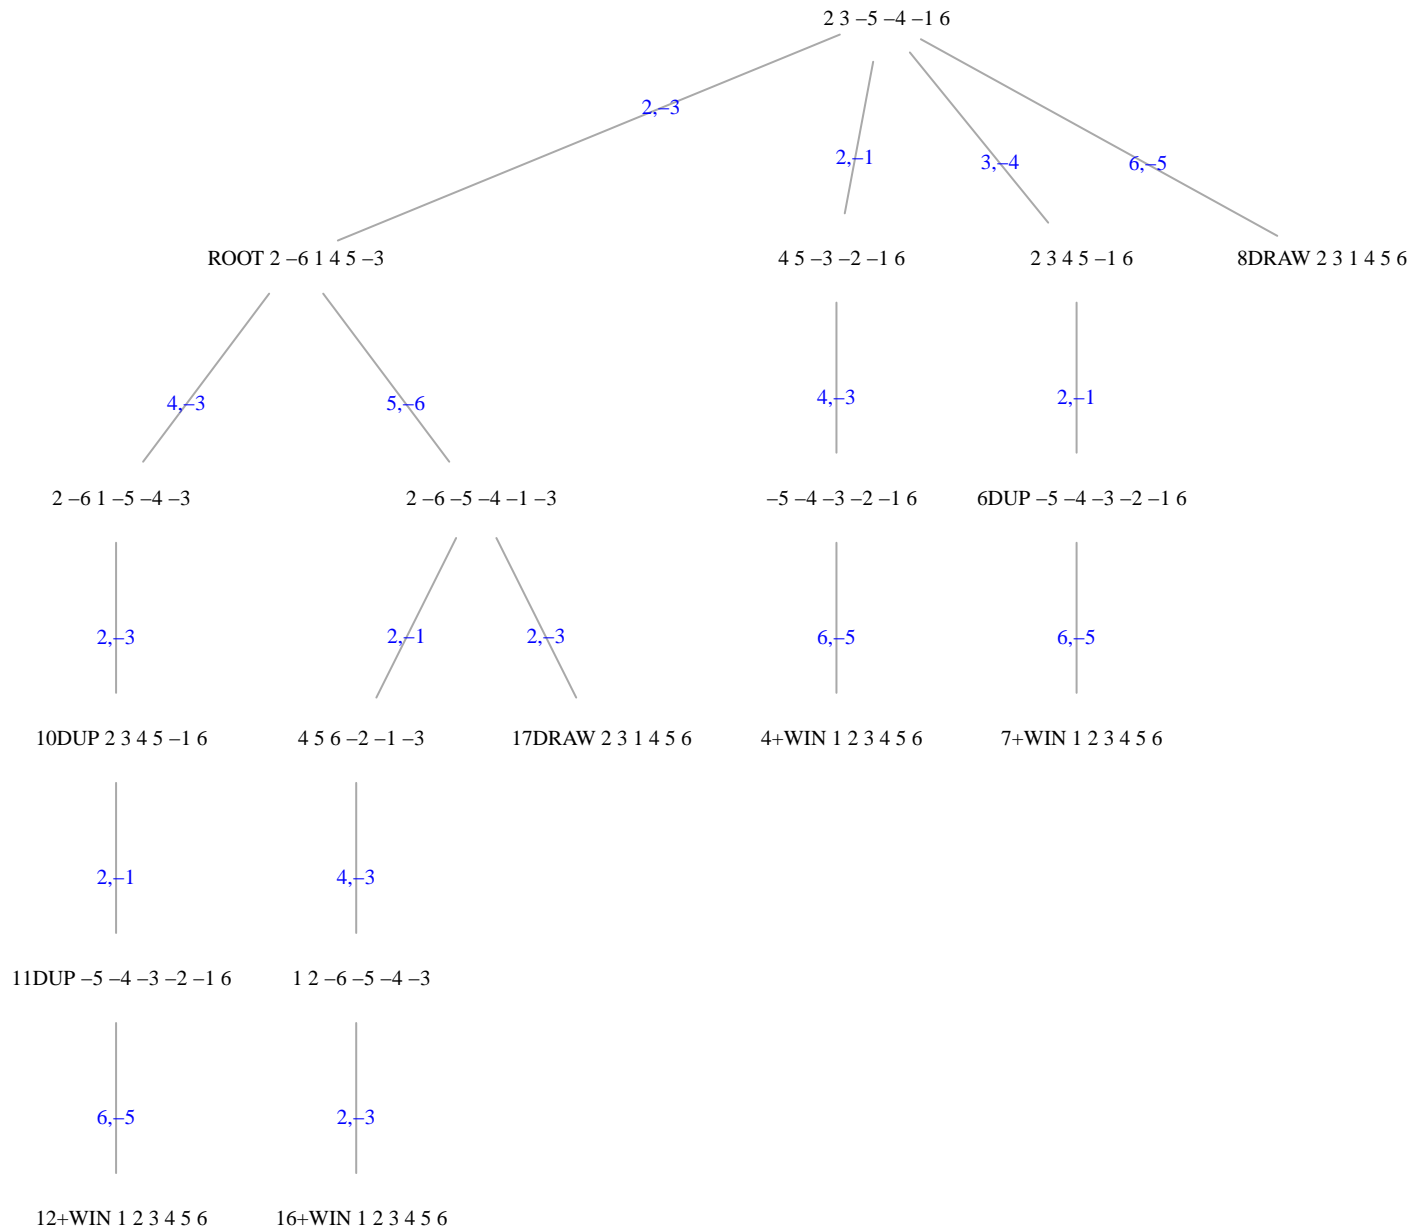 2 3 –5 –4 –1 6
2,–3
2,–1
3,–4
6,–5
ROOT 2 –6 1 4 5 –3
4 5 –3 –2 –1 6
2 3 4 5 –1 6
8DRAW 2 3 1 4 5 6
4,–3
5,–6
4,–3
2,–1
2 –6 1 –5 –4 –3
2 –6 –5 –4 –1 –3
–5 –4 –3 –2 –1 6
6DUP –5 –4 –3 –2 –1 6
2,–3
2,–1
2,–3
6,–5
6,–5
10DUP 2 3 4 5 –1 6
4 5 6 –2 –1 –3
17DRAW 2 3 1 4 5 6
4+WIN 1 2 3 4 5 6
7+WIN 1 2 3 4 5 6
2,–1
4,–3
11DUP –5 –4 –3 –2 –1 6
1 2 –6 –5 –4 –3
6,–5
2,–3
12+WIN 1 2 3 4 5 6
16+WIN 1 2 3 4 5 6